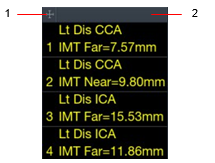 1 2
Lt Dis CCA
1 IMT Far=7.57mm
Lt Dis CCA
2 IMT Near=9.80mm
Lt Dis ICA
3 IMT Far=15.53mm
Lt Dis ICA
4 IMT Far=11.86mm